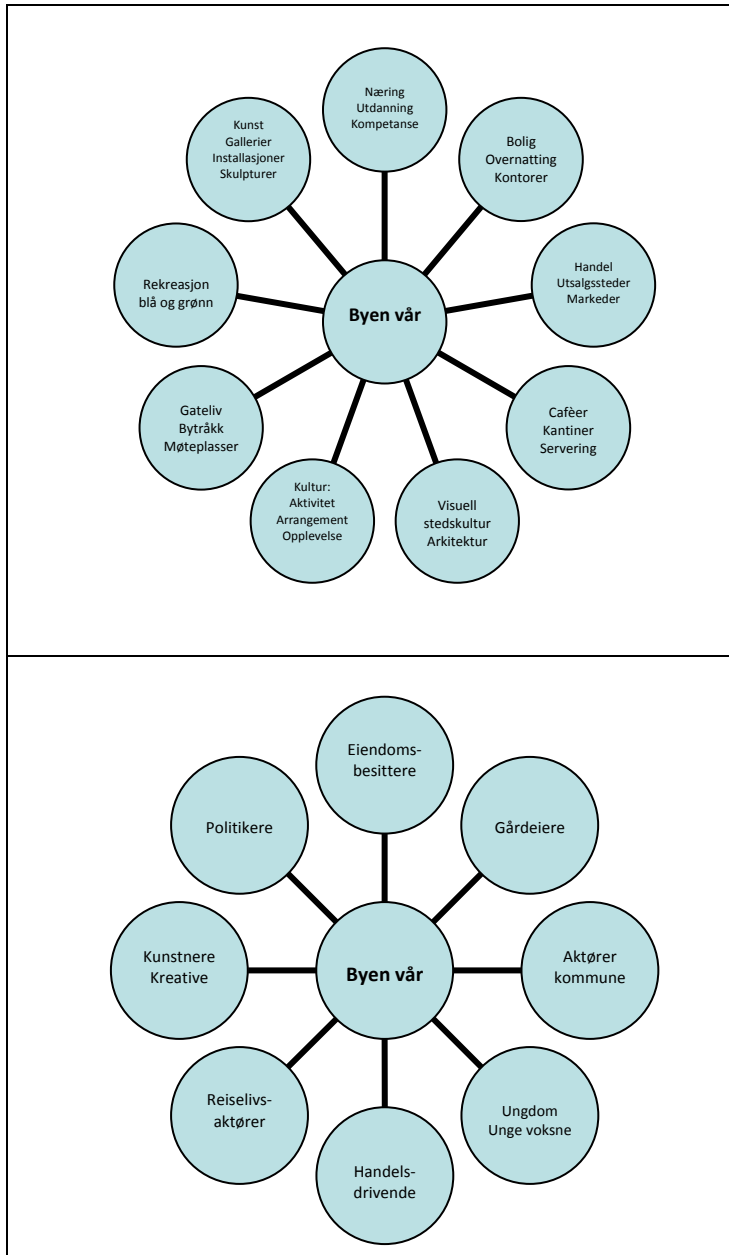 Næring
Utdanning
Kompetanse
Bolig
Overnatting
Kontorer
Handel
Utsalgssteder
Markeder
Cafèer
Kantiner
Servering
Visuell
stedskultur
Arkitektur
Kultur:
Aktivitet
Arrangement
Opplevelse
Gateliv
Bytråkk
Møteplasser
Rekreasjon
blå og grønn
Kunst
Gallerier
Installasjoner
Skulpturer
Byen vår
Eiendoms-
besittere
Gårdeiere
Aktører
kommune
Ungdom
Unge voksne
Handels-
drivende
Reiselivs-
aktører
Kunstnere
Kreative
Politikere
Byen vår